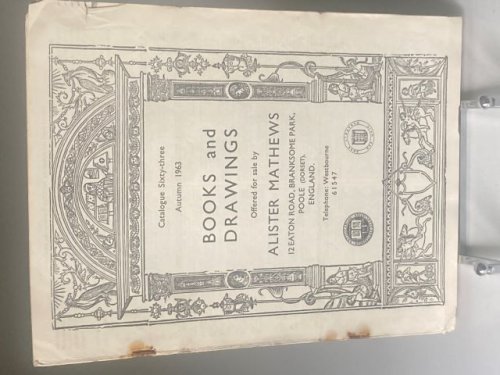 Catalogue Sixty-three
Autumn 1963
BOOKS and
DRAWINGS
Offered for sale by
ALISTER MATHEWS
12 EATON ROAD, BRANKSOME PARK,
POOLE (DORSET),
ENGLAND.
Telephone: Westbourne
61547